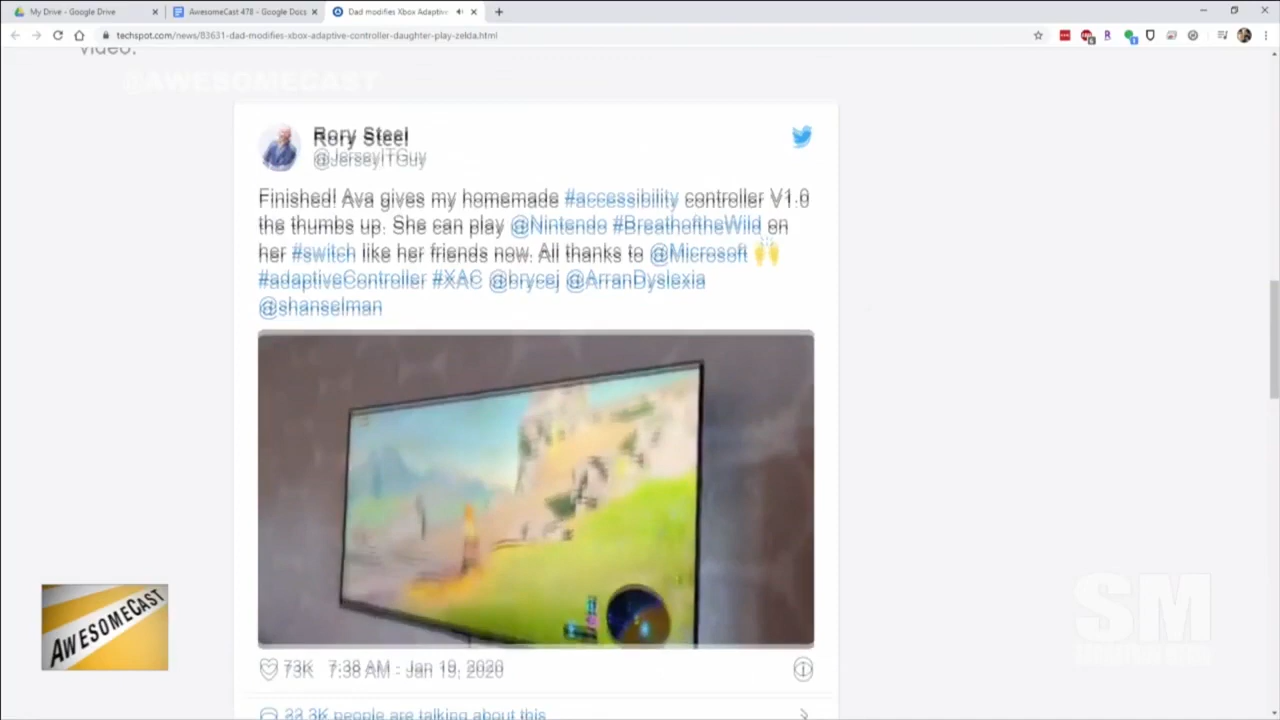 My Drive - Google Drive
AwesomeCast 478 - Google Docs
Dad modifies Xbox Adaptiv
techspot.com/news/83631-dad-modifies-xbox-adaptive-controller-daughter-play-zelda.html
video.
@AWESOMECAST
Rory Steel
@JerseyITGuy
Finished! Ava gives my homemade #accessibility controller V1.0
the thumbs up. She can play @Nintendo #BreathoftheWild on
her #switch like her friends now. All thanks to @Microsoft 🙌
#adaptiveController #XAC @brycej @ArranDyslexia
@shanselman
AWESOMECAST
SM
73K 7:38 AM - Jan 19, 2020
22.3K people are talking about this